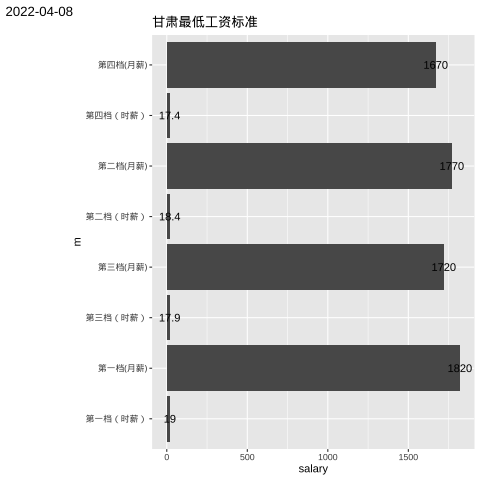 2022-04-08
甘肃最低工资标准
第四档(月薪)
1670
第四档（时薪）
17.4
第二档(月薪)
1770
第二档（时薪）
18.4
m
第三档(月薪)
1720
第三档（时薪）
17.9
第一档(月薪)
1820
第一档（时薪）
19
0 500 1000 1500
salary